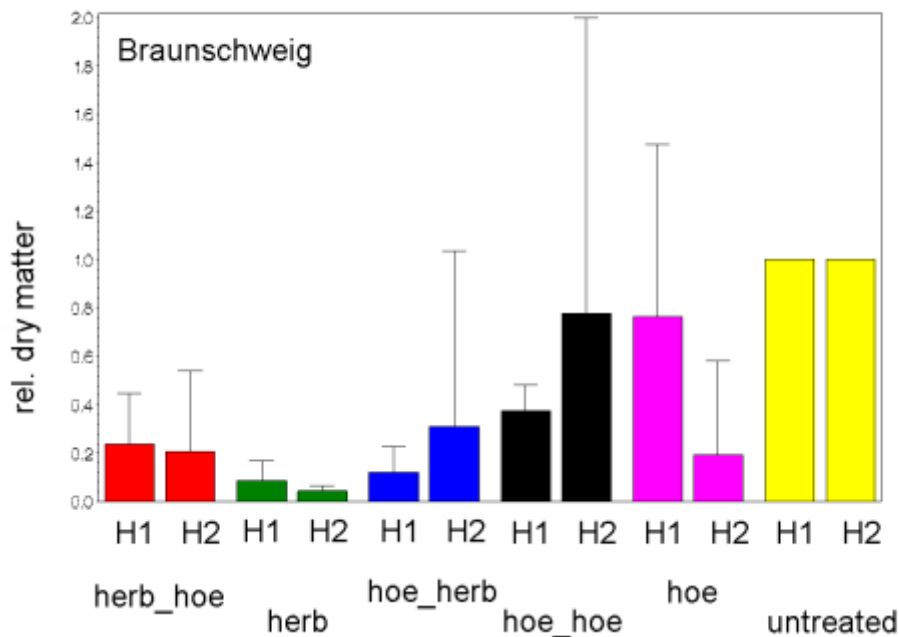 Braunschweig
rel. dry matter
2.0
1.8
1.6
1.4
1.2
1.0
0.8
0.6
0.4
0.2
0.0
H1 H2 H1 H2 H1 H2 H1 H2 H1 H2 H1 H2
herb_hoe herb hoe_herb hoe_hoe hoe untreated